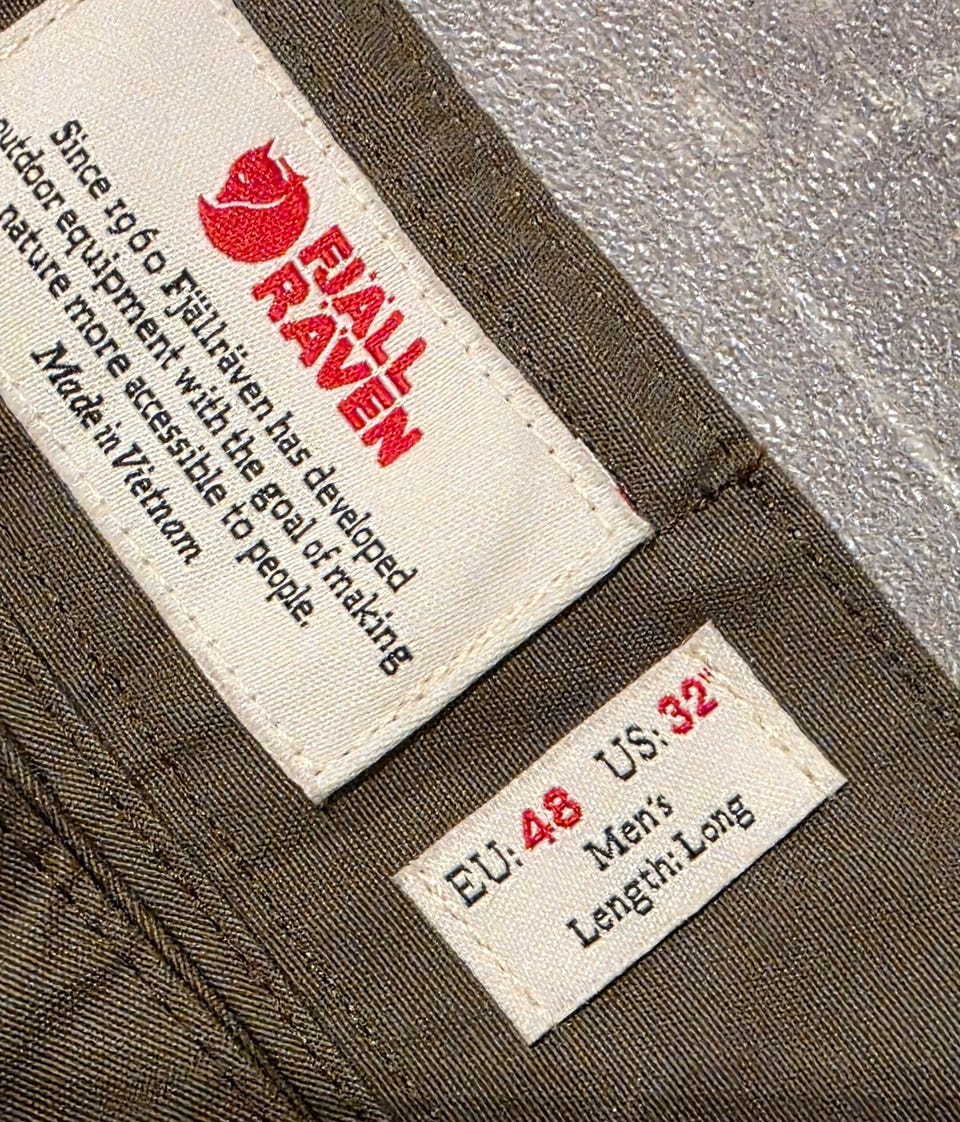 FJÄLL
RÄVEN
Since 1960 Fjällräven has developed
outdoor equipment with the goal of making
nature more accessible to people.
Made in Vietnam
EU: 48 US: 32"
Men's
Length: Long